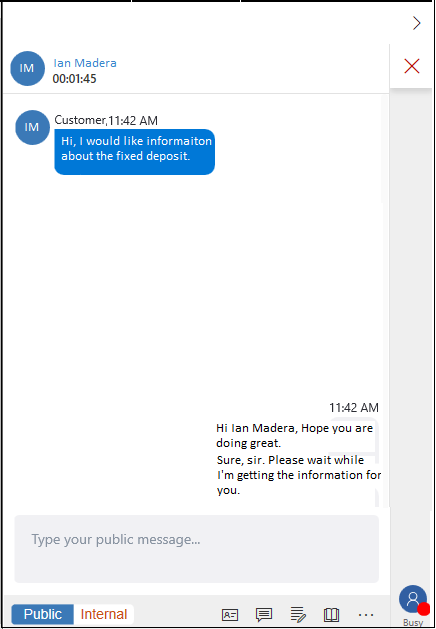 IM
Ian Madera
00:01:45
IM
Customer,11:42 AM
Hi, I would like informaiton
about the fixed deposit.
11:42 AM
Hi Ian Madera, Hope you are
doing great.
Sure, sir. Please wait while
I'm getting the information for
you.
Type your public message...
Public
Internal
Busy